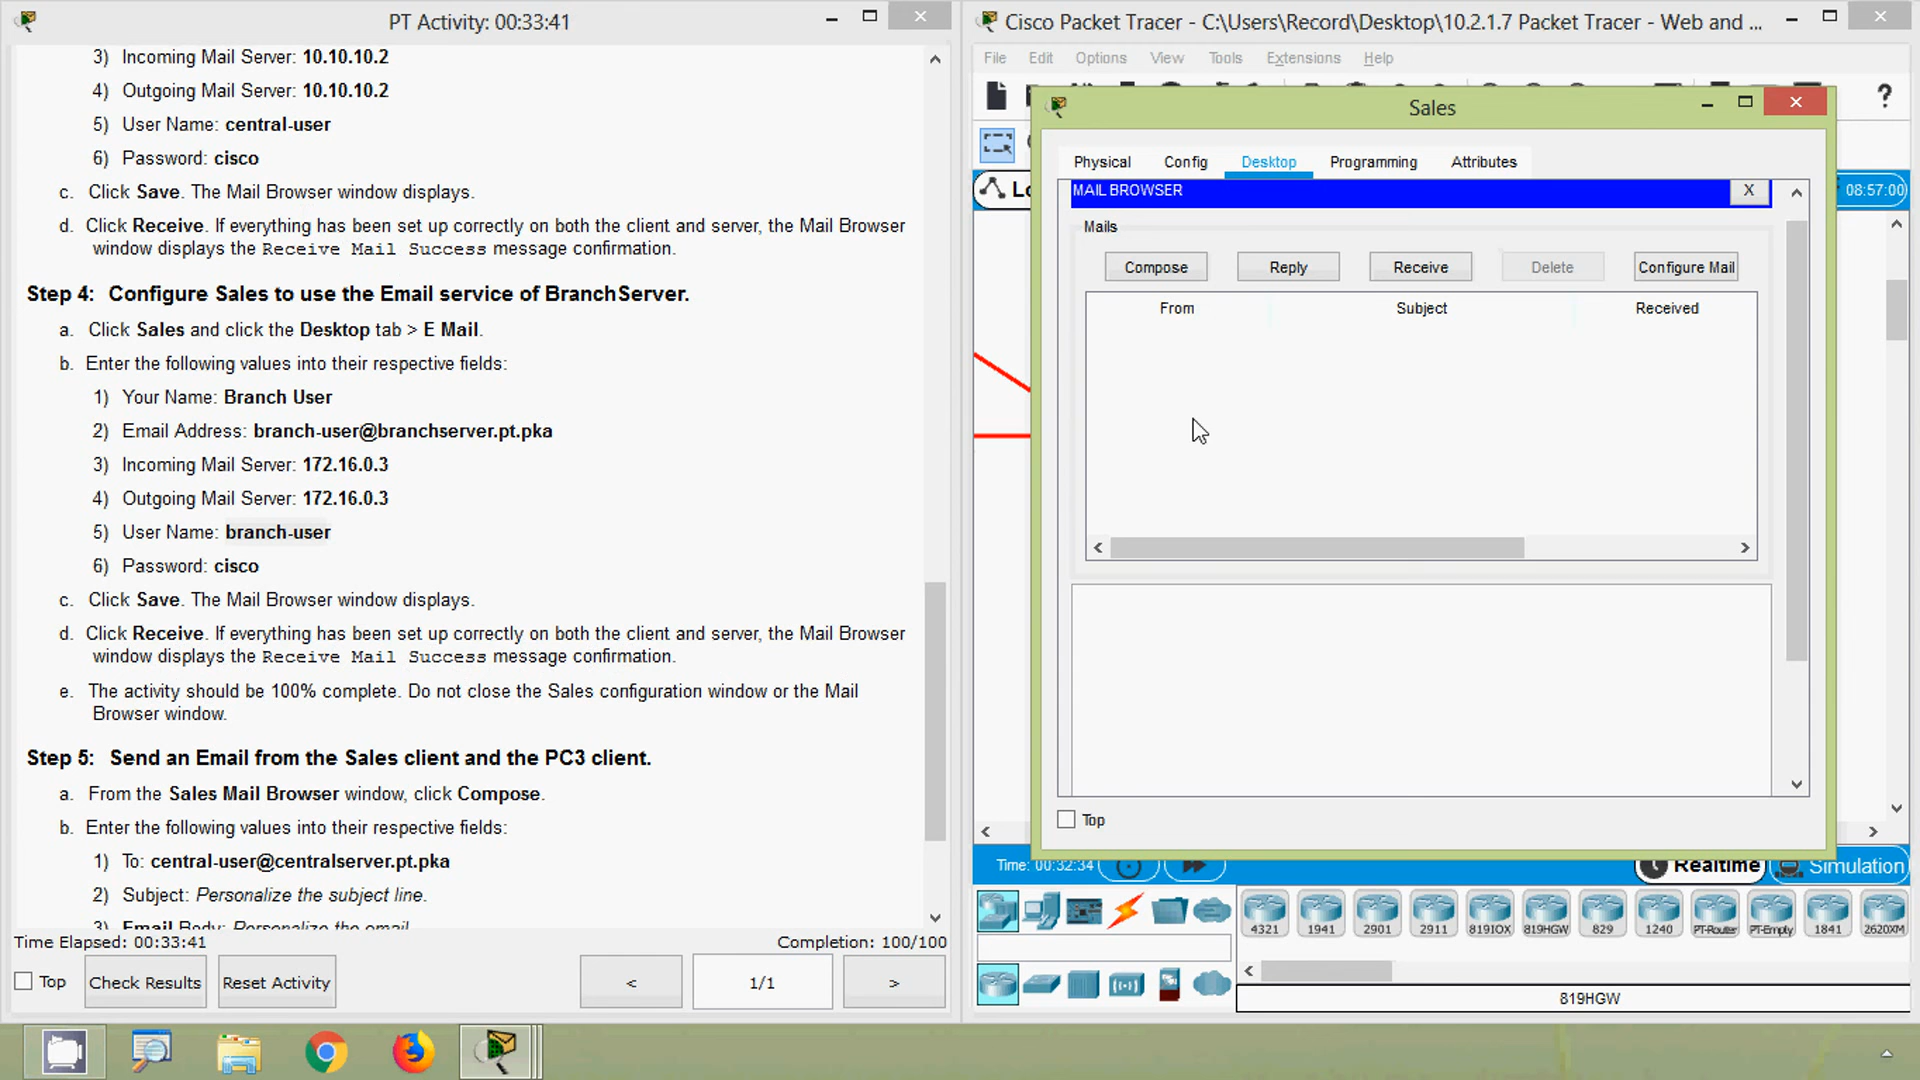 PT Activity: 00:33:41
3) Incoming Mail Server: 10.10.10.2
4) Outgoing Mail Server: 10.10.10.2
5) User Name: central-user
6) Password: cisco
c. Click Save. The Mail Browser window displays.
d. Click Receive. If everything has been set up correctly on both the client and server, the Mail Browser
window displays the Receive Mail Success message confirmation.
Step 4: Configure Sales to use the Email service of BranchServer.
a. Click Sales and click the Desktop tab > E Mail.
b. Enter the following values into their respective fields:
1) Your Name: Branch User
2) Email Address: branch-user@branchserver.pt.pka
3) Incoming Mail Server: 172.16.0.3
4) Outgoing Mail Server: 172.16.0.3
5) User Name: branch-user
6) Password: cisco
c. Click Save. The Mail Browser window displays.
d. Click Receive. If everything has been set up correctly on both the client and server, the Mail Browser
window displays the Receive Mail Success message confirmation.
e. The activity should be 100% complete. Do not close the Sales configuration window or the Mail
Browser window.
Step 5: Send an Email from the Sales client and the PC3 client.
a. From the Sales Mail Browser window, click Compose.
b. Enter the following values into their respective fields:
1) To: central-user@centralserver.pt.pka
2) Subject: Personalize the subject line.
3) Email Body: Personalize the email
Time Elapsed: 00:33:41
Completion: 100/100
Top
Check Results
Reset Activity
<
1/1
>
Cisco Packet Tracer - C:\Users\Record\Desktop\10.2.1.7 Packet Tracer - Web and ...
File Edit Options View Tools Extensions Help
?
Lo
08:57:00
Sales
Physical Config Desktop Programming Attributes
MAIL BROWSER
X
Mails
Compose Reply Receive Delete Configure Mail
From Subject Received
Top
Time: 00:32:34
Realtime
Simulation
4321 1941 2901 2911 819IOX 819HGW 829 1240 PT-Router PT-Empty 1841 2620XM
819HGW